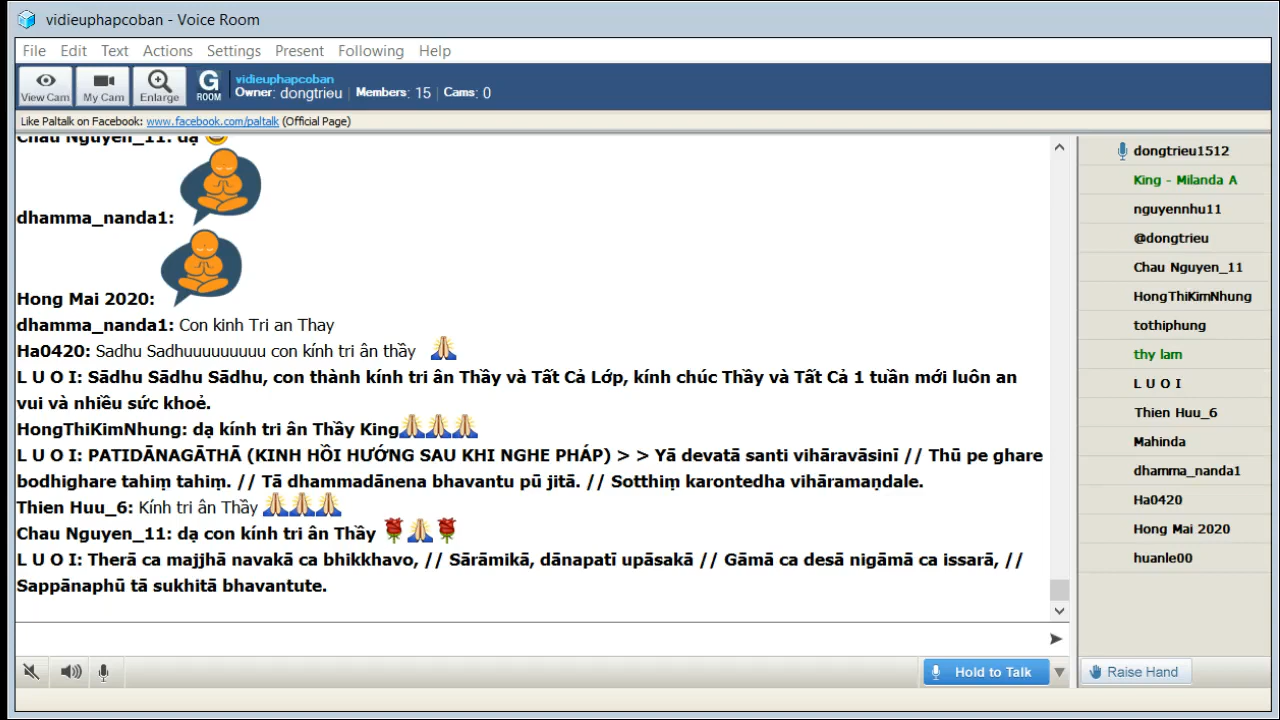 vidieuphapcoban - Voice Room
File Edit Text Actions Settings Present Following Help
View Cam
My Cam
Enlarge
G
ROOM
vidieuphapcoban
Owner: dongtrieu | Members: 15 | Cams: 0
Like Paltalk on Facebook: www.facebook.com/paltalk (Official Page)
Chau Nguyen_11: dạ
dhamma_nanda1:
Hong Mai 2020:
dhamma_nanda1: Con kinh Tri an Thay
Ha0420: Sadhu Sadhuuuuuuuuu con kính tri ân thầy
L U O I: Sādhu Sādhu Sādhu, con thành kính tri ân Thầy và Tất Cả Lớp, kính chúc Thầy và Tất Cả 1 tuần mới luôn an
vui và nhiều sức khoẻ.
HongThiKimNhung: dạ kính tri ân Thầy King
L U O I: PATIDĀNAGĀTHĀ (KINH HỒI HƯỚNG SAU KHI NGHE PHÁP) > > Yā devatā santi vihāravāsinī // Thū pe ghare
bodhighare tahiṃ tahiṃ. // Tā dhammadānena bhavantu pū jitā. // Sotthiṃ karontedha vihāramaṇdale.
Thien Huu_6: Kính tri ân Thầy
Chau Nguyen_11: dạ con kính tri ân Thầy
L U O I: Therā ca majjhā navakā ca bhikkhavo, // Sārāmikā, dānapatī upāsakā // Gāmā ca desā nigāmā ca issarā, //
Sappānaphū tā sukhitā bhavantute.
Hold to Talk
dongtrieu1512
King - Milanda A
nguyennhu11
@dongtrieu
Chau Nguyen_11
HongThiKimNhung
tothiphung
thy lam
L U O I
Thien Huu_6
Mahinda
dhamma_nanda1
Ha0420
Hong Mai 2020
huanle00
Raise Hand